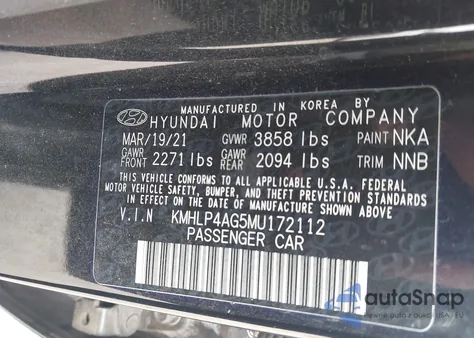 MANUFACTURED IN KOREA BY
HYUNDAI MOTOR COMPANY
MAR/19/21 GVWR 3858 lbs PAINT NKA
GAWR FRONT 2271 lbs GAWR REAR 2094 lbs TRIM NNB
THIS VEHICLE CONFORMS TO ALL APPLICABLE U.S.A. FEDERAL
MOTOR VEHICLE SAFETY, BUMPER, AND THEFT PREVENTION STANDARDS
IN EFFECT ON THE DATE OF MANUFACTURE SHOWN ABOVE.
V.I.N KMHLP4AG5MU172112
PASSENGER CAR
autoSnap